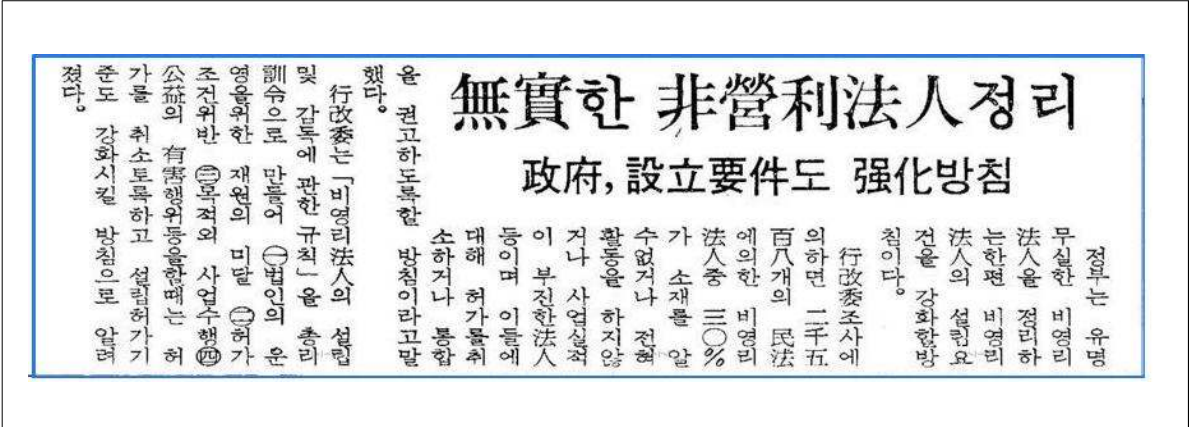 無實한 非營利法人정리
政府, 設立要件도 强化방침
정부는 유명
무실한 비영리
法人을 정리하
는한편 비영리
法人의 설립요
건을 강화할방
침이다。
行改委조사에
의하면 二千五
百八개의 民法
에의한 비영리
法人중 三○%
가 소재를 알
수없거나 전혀
활동을 하지않
거나 사업실적
이 부진한法人
등이며 이들에
대해 허가를취
소하거나 통합
을 권고하도록할 방침이라고말
했다。
行改委는「비영리法人의 설립
및 감독에 관한규칙」을 총리
訓令으로 만들어 ㊀법인의 운
영을위한 재원의 미달 ㊁허가
조건위반 ㊂목적외 사업수행㊃
公益의 有害행위등을할때는 허
가를 취소토록하고 설립허가기
준도 강화시킬 방침으로 알려
졌다。